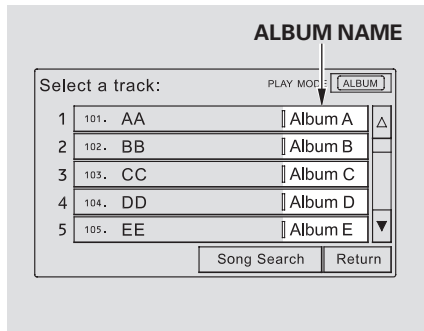 ALBUM NAME
Select a track: PLAY MODE ALBUM
1 101. AA Album A
2 102. BB Album B
3 103. CC Album C
4 104. DD Album D
5 105. EE Album E
Song Search Return